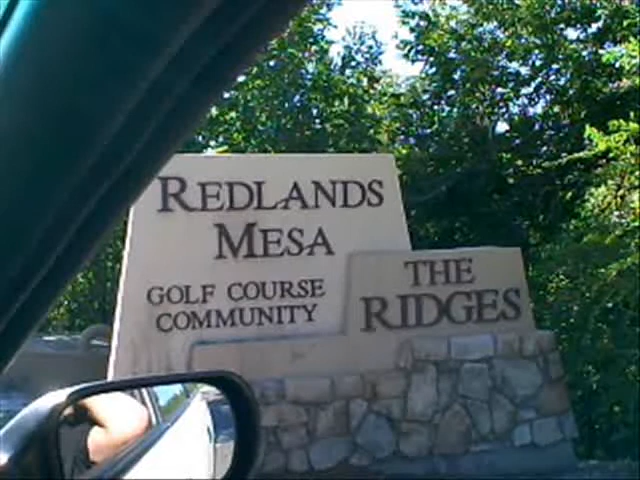 REDLANDS
MESA
GOLF COURSE
COMMUNITY
THE
RIDGES